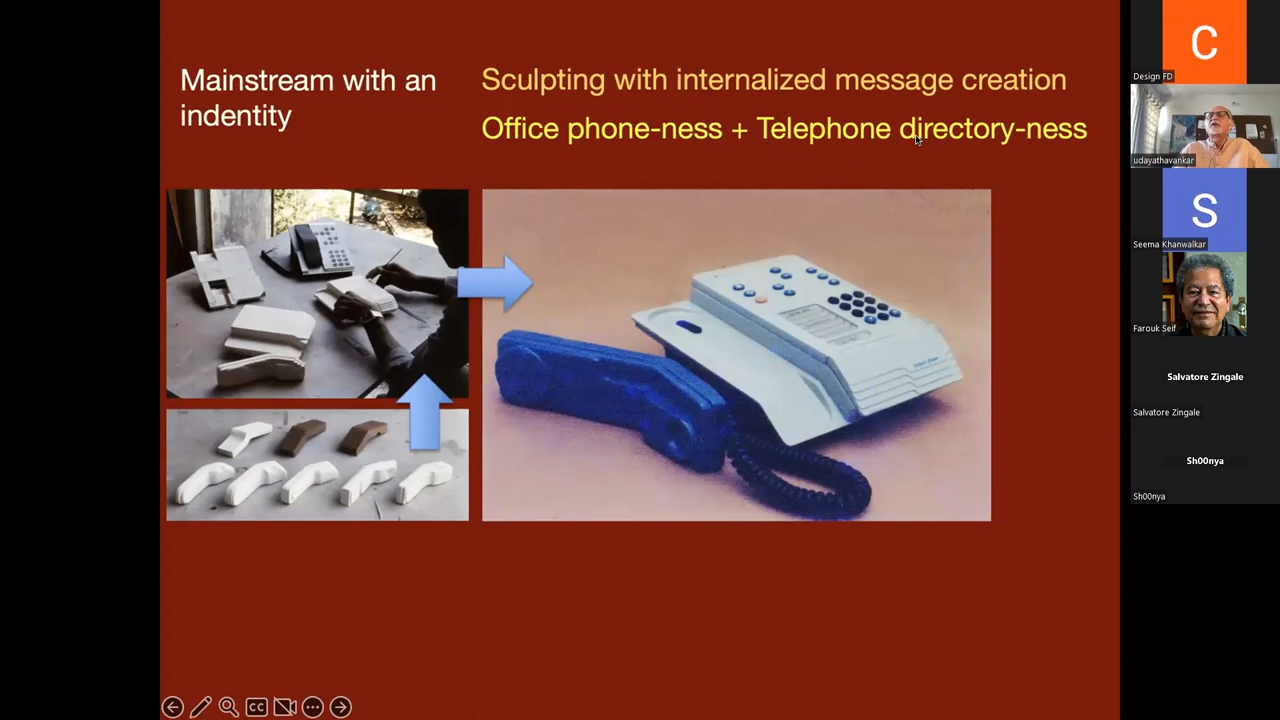 Mainstream with an
indentity
Sculpting with internalized message creation
Office phone-ness + Telephone directory-ness
C
Design FD
udayathavankar
S
Seema Khanwalkar
Farouk Seif
Salvatore Zingale
Salvatore Zingale
Sh00nya
Sh00nya
CC